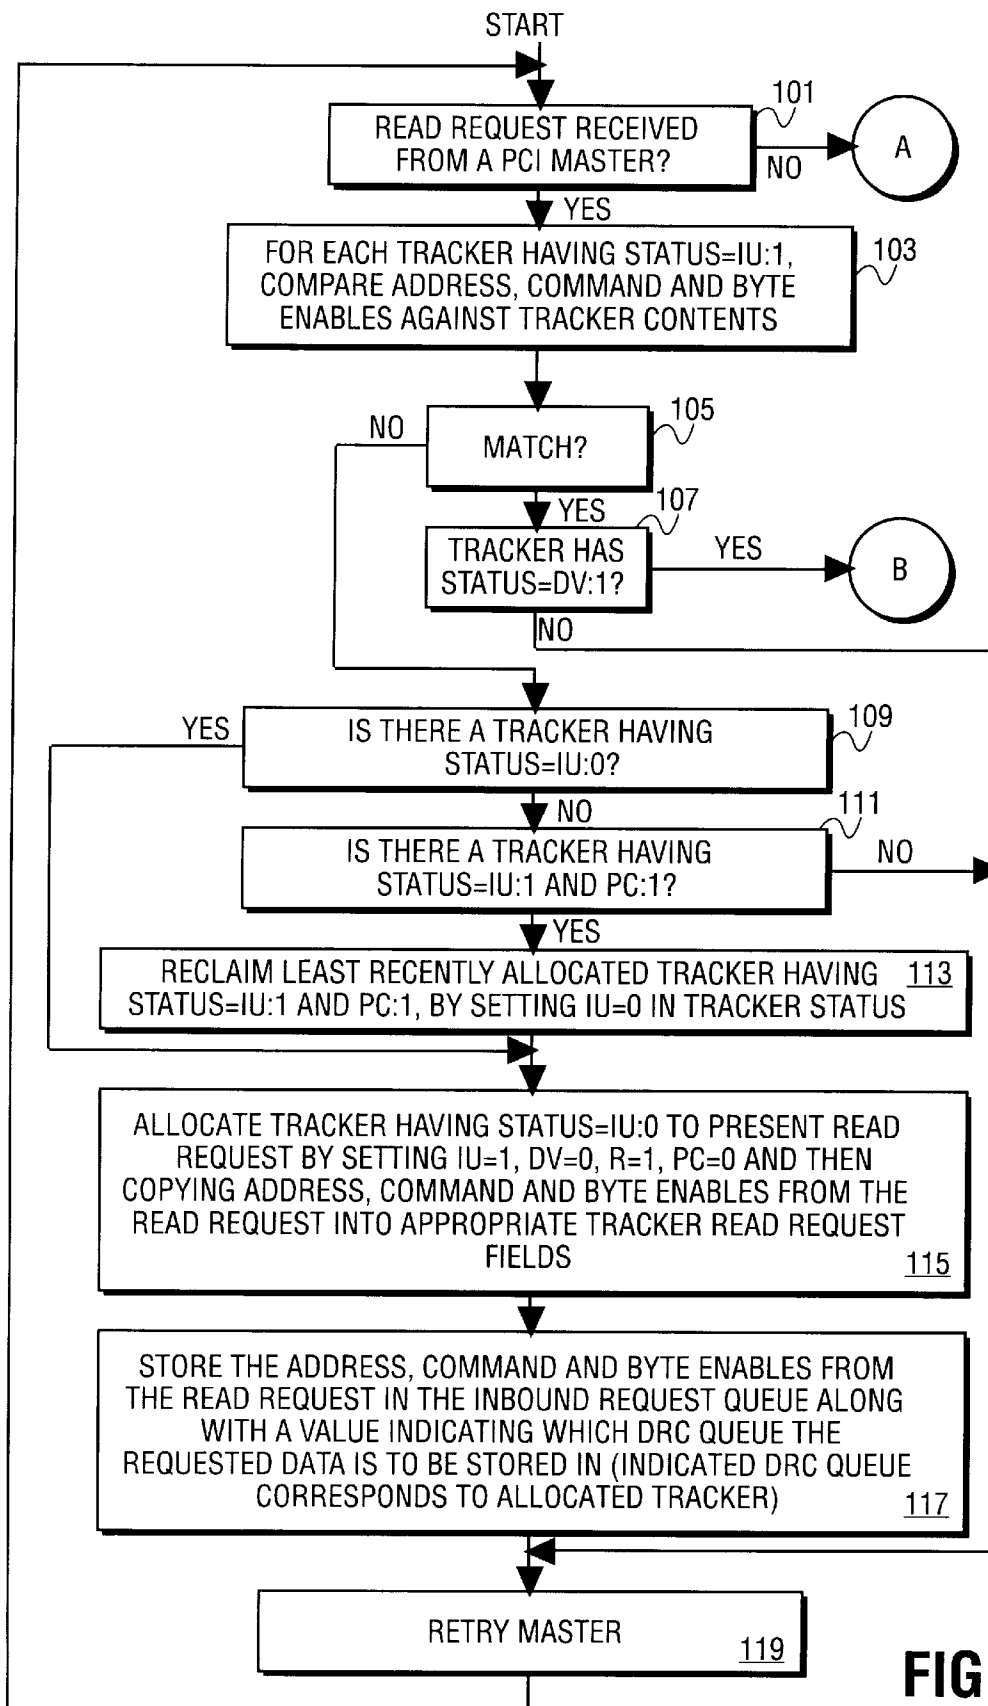 START
READ REQUEST RECEIVED
FROM A PCI MASTER?
101
NO
A
YES
FOR EACH TRACKER HAVING STATUS=IU:1,
COMPARE ADDRESS, COMMAND AND BYTE
ENABLES AGAINST TRACKER CONTENTS
103
NO
MATCH?
105
YES
107
TRACKER HAS
STATUS=DV:1?
YES
B
NO
YES
IS THERE A TRACKER HAVING
STATUS=IU:0?
109
NO
111
IS THERE A TRACKER HAVING
STATUS=IU:1 AND PC:1?
NO
YES
RECLAIM LEAST RECENTLY ALLOCATED TRACKER HAVING
STATUS=IU:1 AND PC:1, BY SETTING IU=0 IN TRACKER STATUS
113
ALLOCATE TRACKER HAVING STATUS=IU:0 TO PRESENT READ
REQUEST BY SETTING IU=1, DV=0, R=1, PC=0 AND THEN
COPYING ADDRESS, COMMAND AND BYTE ENABLES FROM THE
READ REQUEST INTO APPROPRIATE TRACKER READ REQUEST
FIELDS
115
STORE THE ADDRESS, COMMAND AND BYTE ENABLES FROM
THE READ REQUEST IN THE INBOUND REQUEST QUEUE ALONG
WITH A VALUE INDICATING WHICH DRC QUEUE THE
REQUESTED DATA IS TO BE STORED IN (INDICATED DRC QUEUE
CORRESPONDS TO ALLOCATED TRACKER)
117
RETRY MASTER
119
FIG